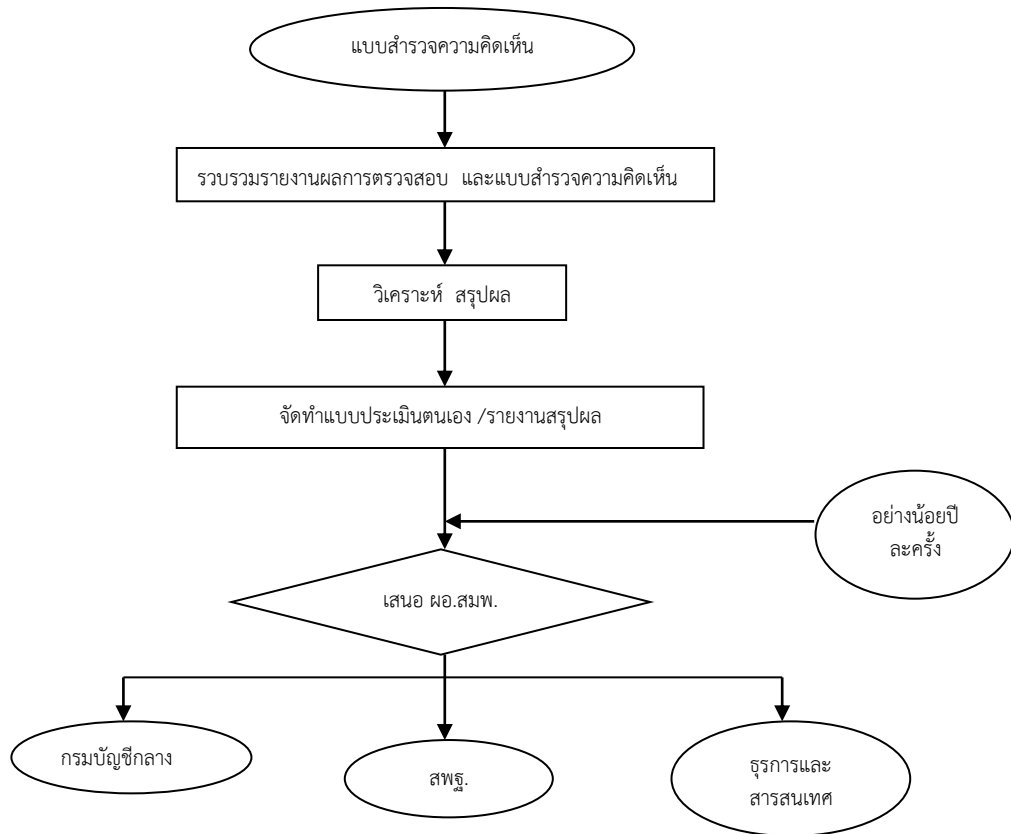 แบบสำรวจความคิดเห็น
รวบรวมรายงานผลการตรวจสอบ และแบบสำรวจความคิดเห็น
วิเคราะห์ สรุปผล
จัดทำแบบประเมินตนเอง /รายงานสรุปผล
อย่างน้อยปี
ละครั้ง
เสนอ ผอ.สมพ.
กรมบัญชีกลาง
สพฐ.
ธุรการและ
สารสนเทศ